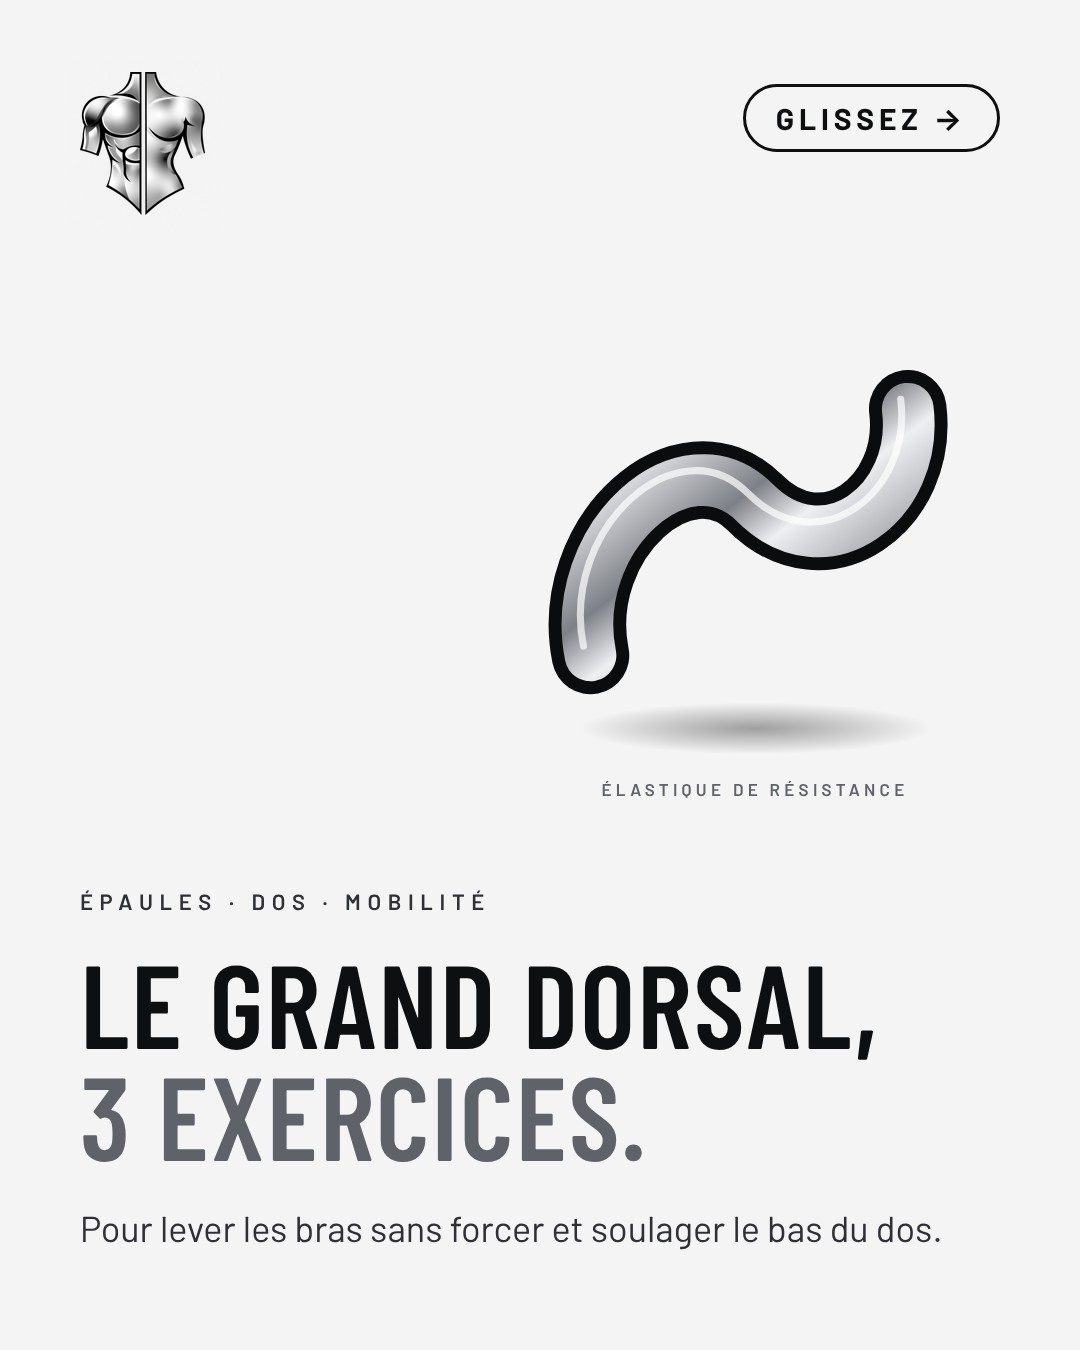 GLISSEZ →
ÉLASTIQUE DE RÉSISTANCE
ÉPAULES · DOS · MOBILITÉ
LE GRAND DORSAL,
3 EXERCICES.
Pour lever les bras sans forcer et soulager le bas du dos.